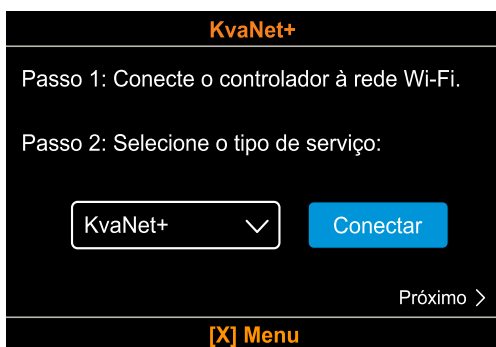 KvaNet+
Passo 1: Conecte o controlador à rede Wi-Fi.
Passo 2: Selecione o tipo de serviço:
KvaNet+
Conectar
Próximo >
[X] Menu